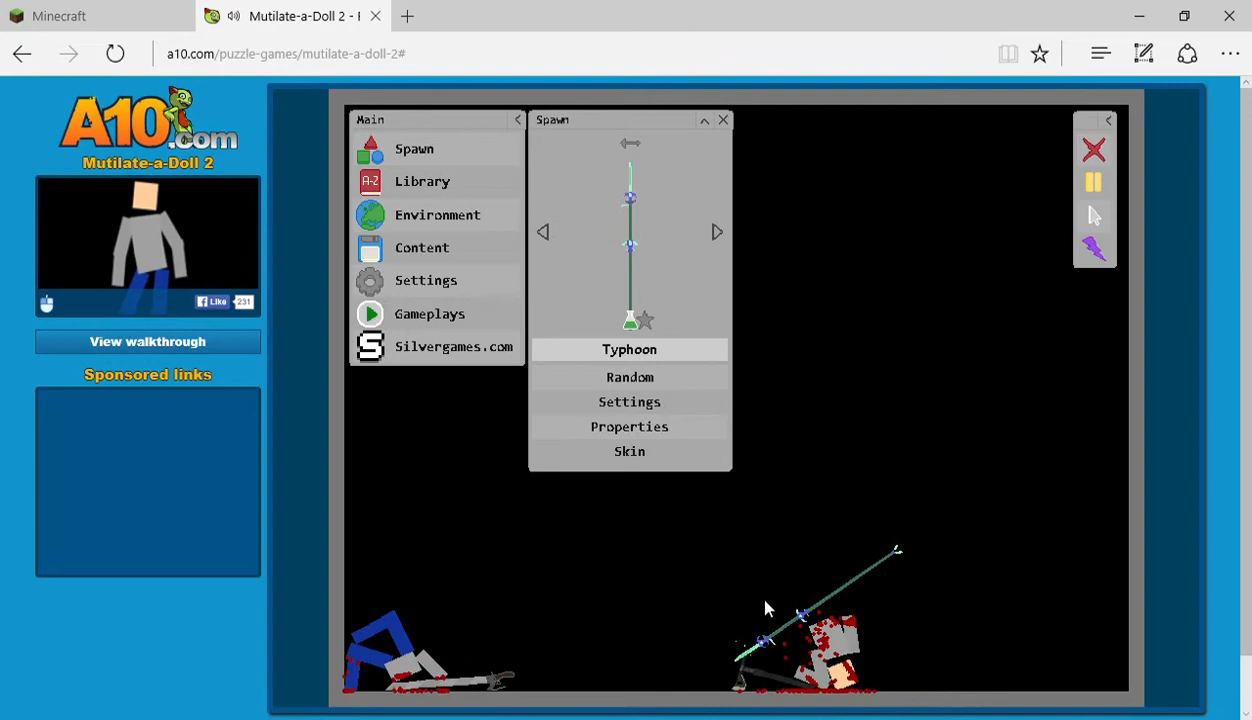 Minecraft
Mutilate-a-Doll 2 - F
a10.com/puzzle-games/mutilate-a-doll-2#
A10.com
Mutilate-a-Doll 2
Like 231
View walkthrough
Sponsored links
Main
Spawn
A-Z Library
Environment
Content
Settings
Gameplays
S Silvergames.com
Spawn
Typhoon
Random
Settings
Properties
Skin